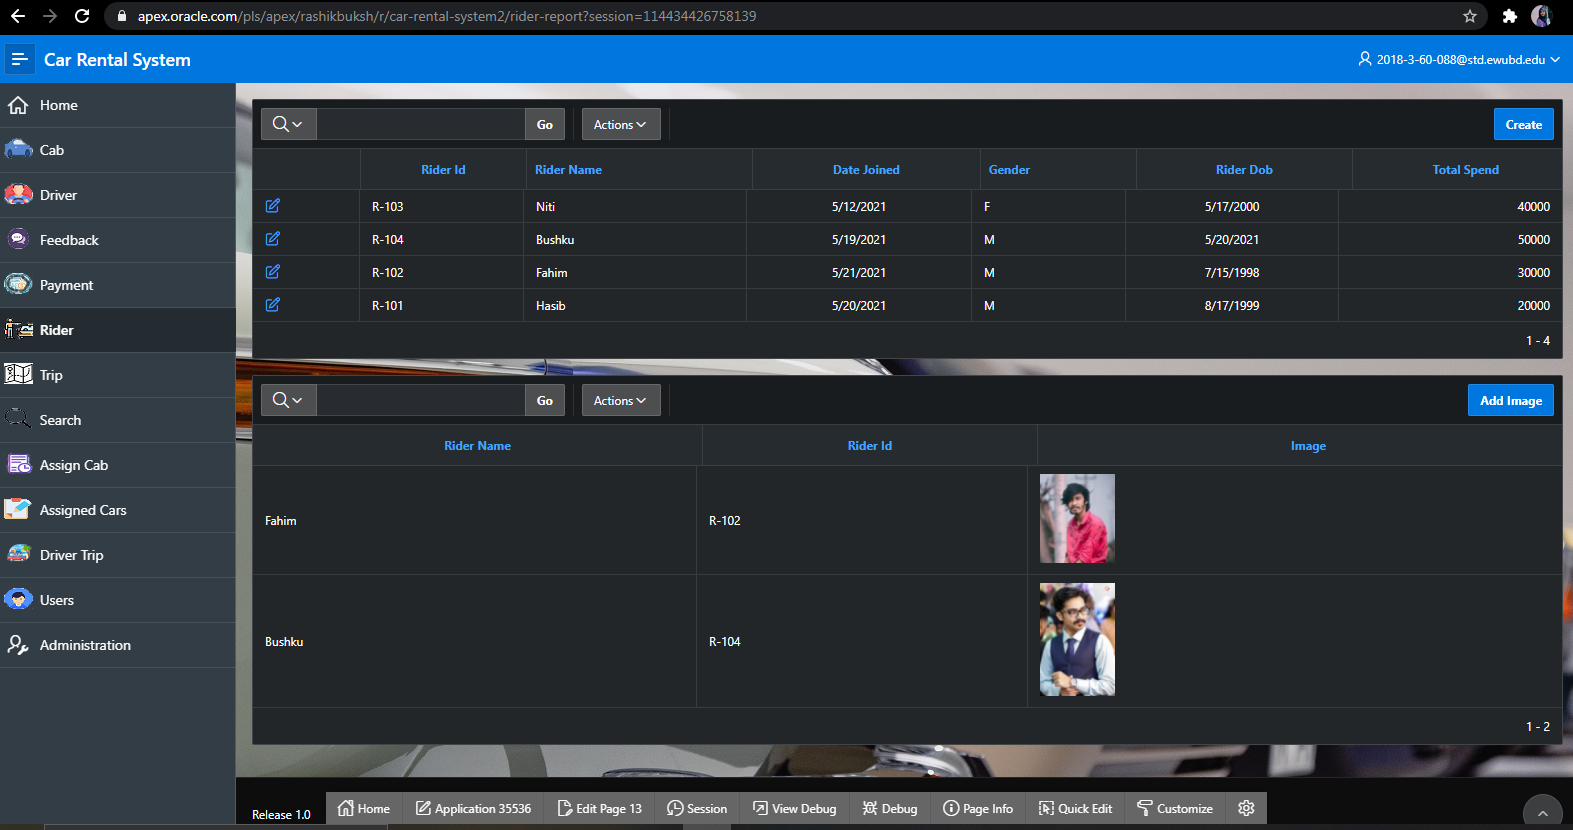 apex.oracle.com/pls/apex/rashikbuksh/r/car-rental-system2/rider-report?session=114434426758139
Car Rental System
2018-3-60-088@std.ewubd.edu
Home
Cab
Driver
Feedback
Payment
Rider
Trip
Search
Assign Cab
Assigned Cars
Driver Trip
Users
Administration
Go Actions Create
Rider Id Rider Name Date Joined Gender Rider Dob Total Spend
R-103 Niti 5/12/2021 F 5/17/2000 40000
R-104 Bushku 5/19/2021 M 5/20/2021 50000
R-102 Fahim 5/21/2021 M 7/15/1998 30000
R-101 Hasib 5/20/2021 M 8/17/1999 20000
1 - 4
Go Actions Add Image
Rider Name Rider Id Image
Fahim R-102
Bushku R-104
1 - 2
Release 1.0
Home Application 35536 Edit Page 13 Session View Debug Debug Page Info Quick Edit Customize